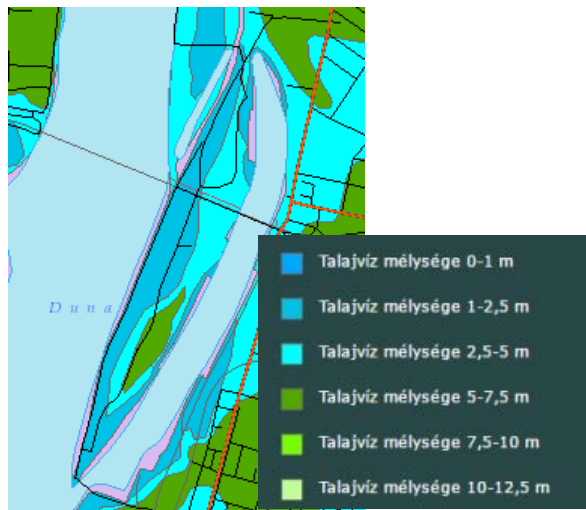 Duna
Talajvíz mélysége 0-1 m
Talajvíz mélysége 1-2,5 m
Talajvíz mélysége 2,5-5 m
Talajvíz mélysége 5-7,5 m
Talajvíz mélysége 7,5-10 m
Talajvíz mélysége 10-12,5 m